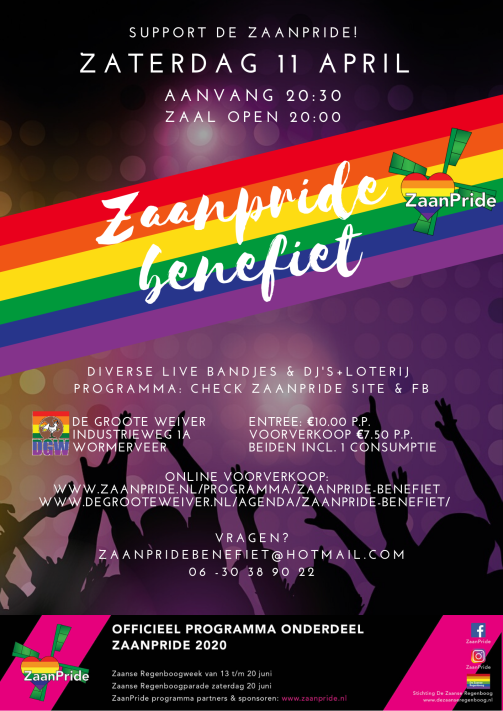 SUPPORT DE ZAANPRIDE!
ZATERDAG 11 APRIL
AANVANG 20:30
ZAAL OPEN 20:00
ZaanPride
Zaanpride
benefiet
DIVERSE LIVE BANDJES & DJ'S+LOTERIJ
PROGRAMMA: CHECK ZAANPRIDE SITE & FB
DGW
DE GROOTE WEIVER
INDUSTRIEWEG 1A
WORMERVEER
ENTREE: €10.00 P.P.
VOORVERKOOP €7.50 P.P.
BEIDEN INCL. 1 CONSUMPTIE
ONLINE VOORVERKOOP:
WWW.ZAANPRIDE.NL/PROGRAMMA/ZAANPRIDE-BENEFIET
WWW.DEGROOTEWEIVER.NL/AGENDA/ZAANPRIDE-BENEFIET/
VRAGEN?
ZAANPRIDEBENEFIET@HOTMAIL.COM
06 -30 38 90 22
ZaanPride
OFFICIEEL PROGRAMMA ONDERDEEL
ZAANPRIDE 2020
Zaanse Regenboogweek van 13 t/m 20 juni
Zaanse Regenboogparade zaterdag 20 juni
ZaanPride programma partners & sponsoren: www.zaanpride.nl
ZaanPride
ZaanPride
Stichting De Zaanse Regenboog
www.dezaanseregenboog.nl